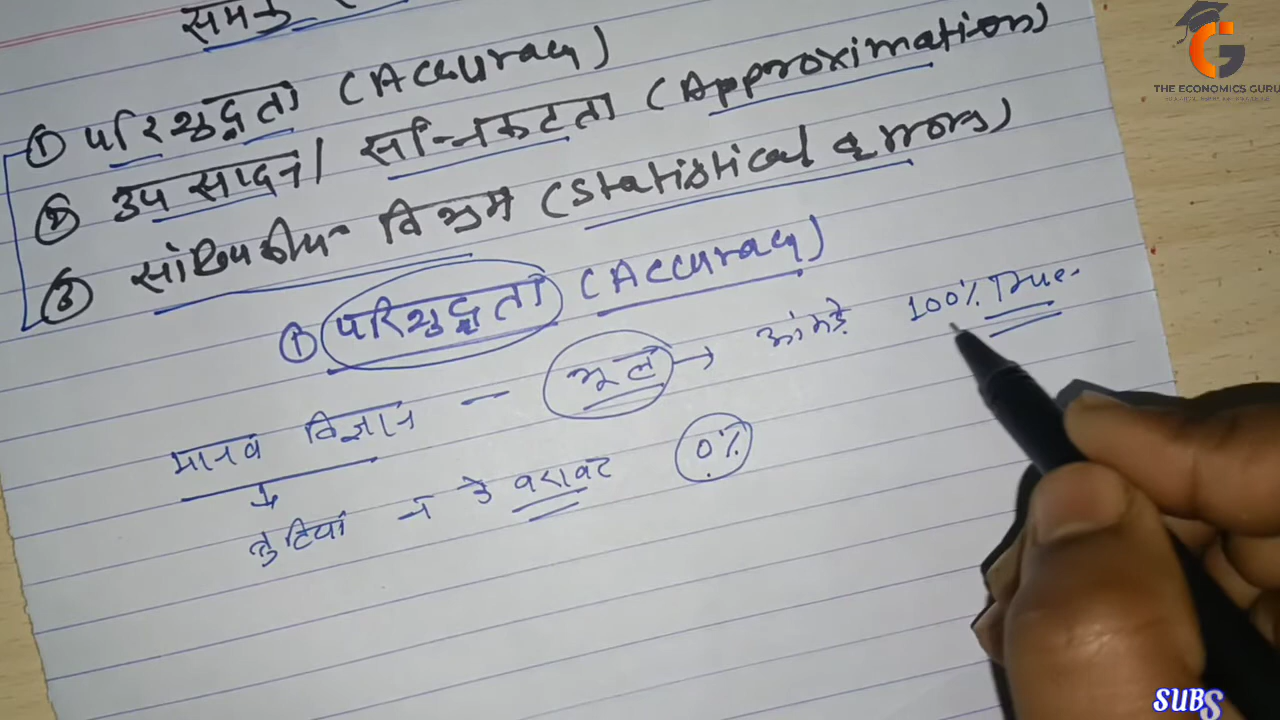 समंक
① परिशुद्धता (Accuracy)
② उप सादन/ सन्निकटता (Approximation)
③ सांख्यिकीय विभ्रम (Statistical errors)
① परिशुद्धता (Accuracy)
मानव विज्ञान - भूल → आंकड़े 100% True
त्रुटियां न के बराबर 0%
THE ECONOMICS GURU
SUBS